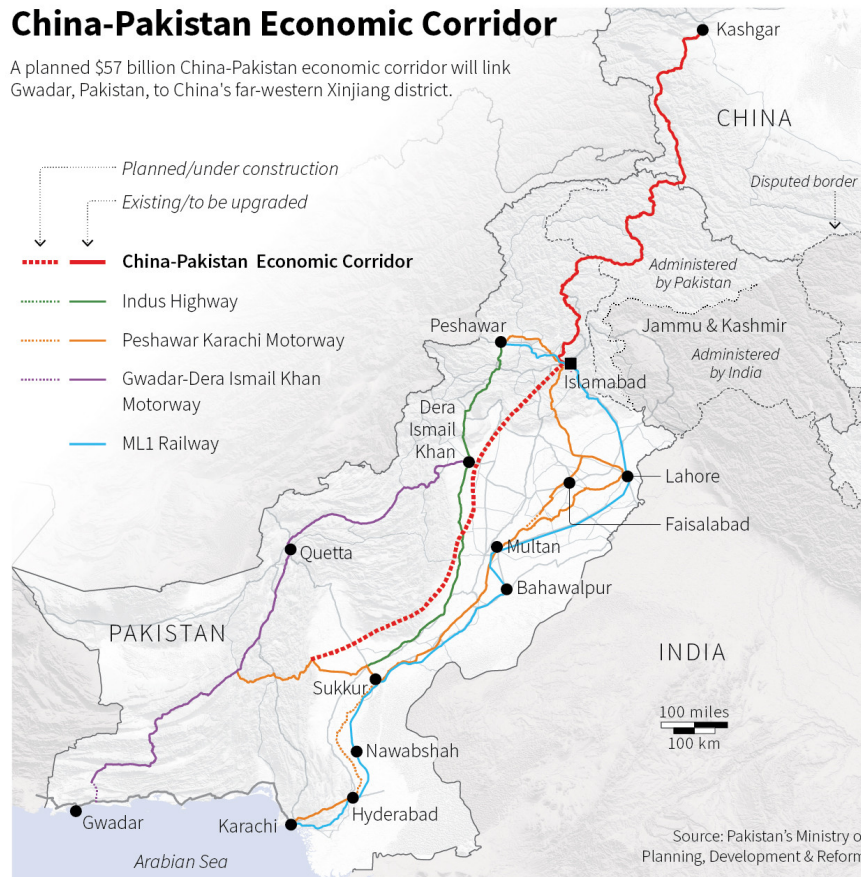 China-Pakistan Economic Corridor
A planned $57 billion China-Pakistan economic corridor will link
Gwadar, Pakistan, to China's far-western Xinjiang district.
Planned/under construction
Existing/to be upgraded
China-Pakistan Economic Corridor
Indus Highway
Peshawar Karachi Motorway
Gwadar-Dera Ismail Khan
Motorway
ML1 Railway
Kashgar
CHINA
Disputed border
Administered
by Pakistan
Jammu & Kashmir
Administered
by India
Peshawar
Islamabad
Dera
Ismail
Khan
Lahore
Faisalabad
Quetta
Multan
Bahawalpur
PAKISTAN
INDIA
Sukkur
100 miles
100 km
Nawabshah
Hyderabad
Gwadar
Karachi
Arabian Sea
Source: Pakistan's Ministry o
Planning, Development & Reform